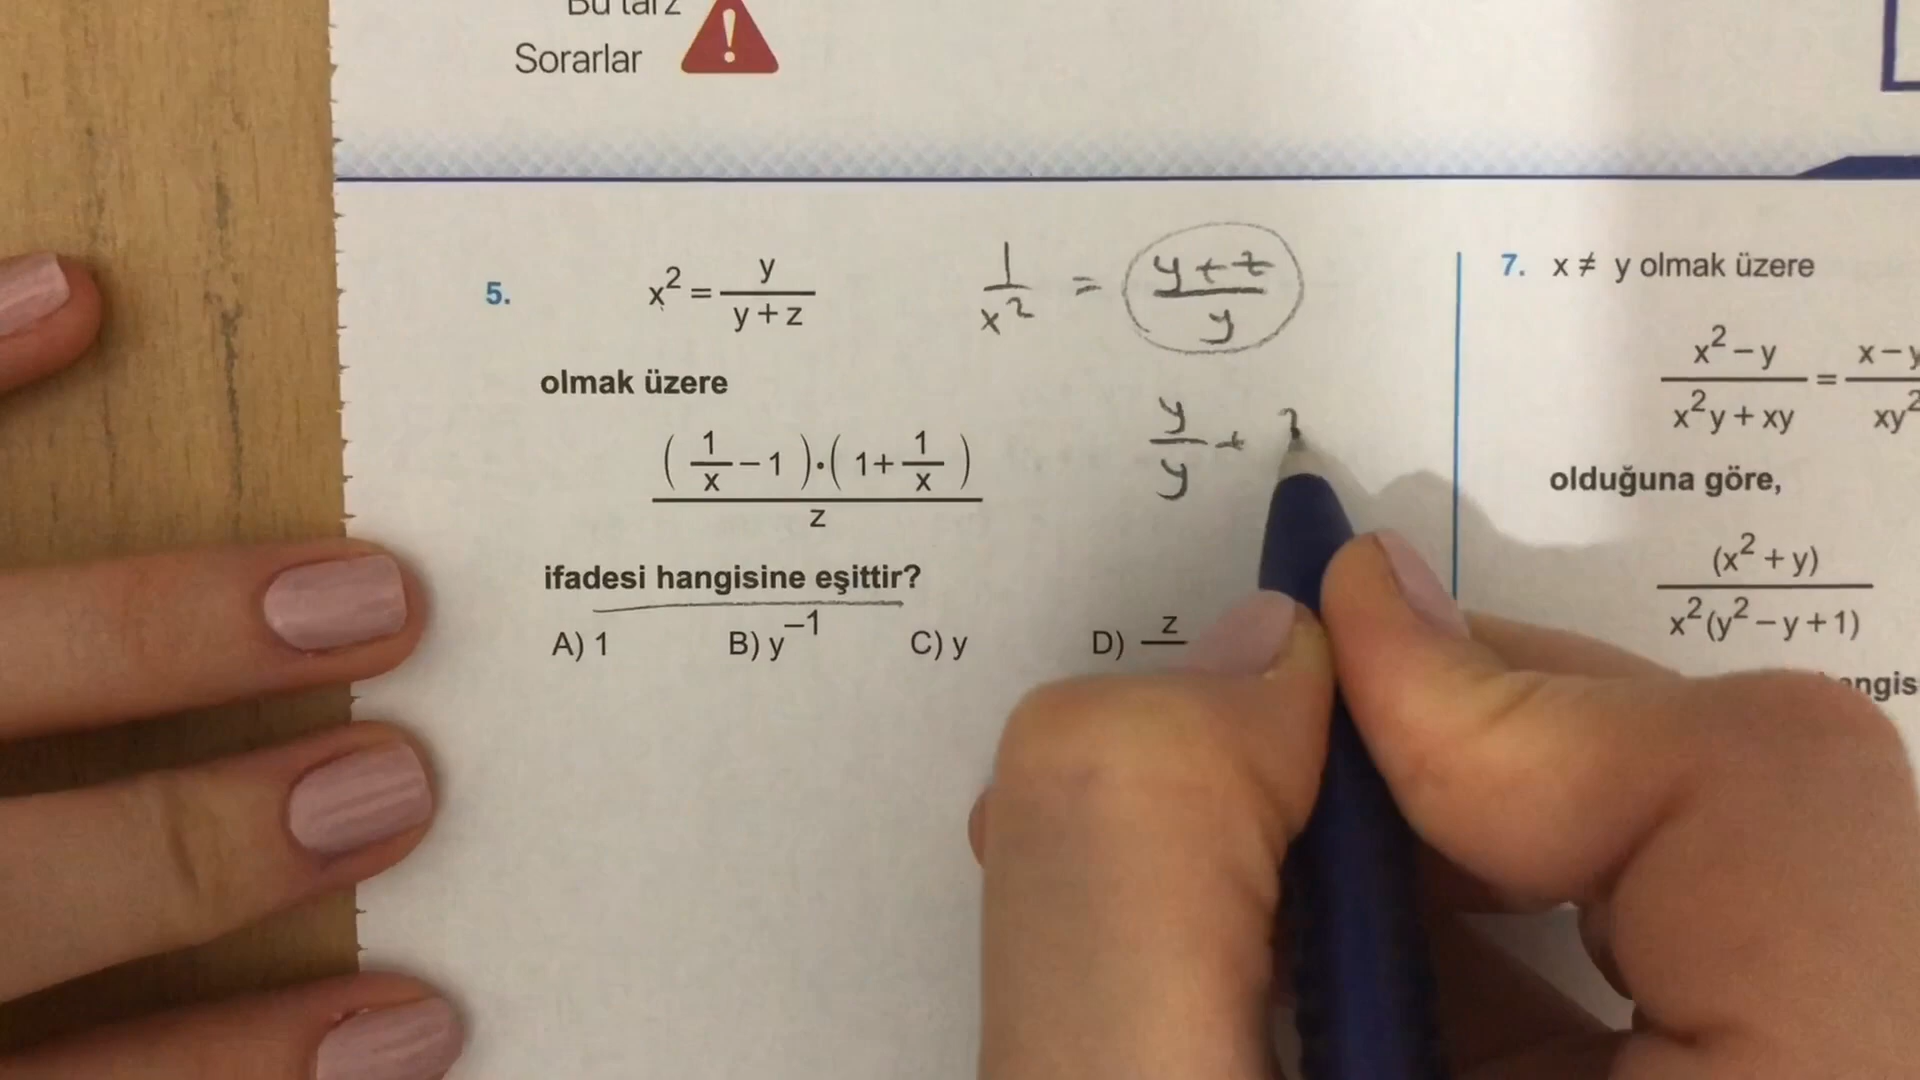 Bu tarz
Sorarlar
5. x² = y / (y + z)
1 / x² = (y + z) / y
olmak üzere
y / y +
((1/x − 1) · (1 + 1/x)) / z
ifadesi hangisine eşittir?
A) 1 B) y⁻¹ C) y D) z
7. x ≠ y olmak üzere
(x² − y) / (x²y + xy) = x − y / xy²
olduğuna göre,
(x² + y) / (x²(y² − y + 1))